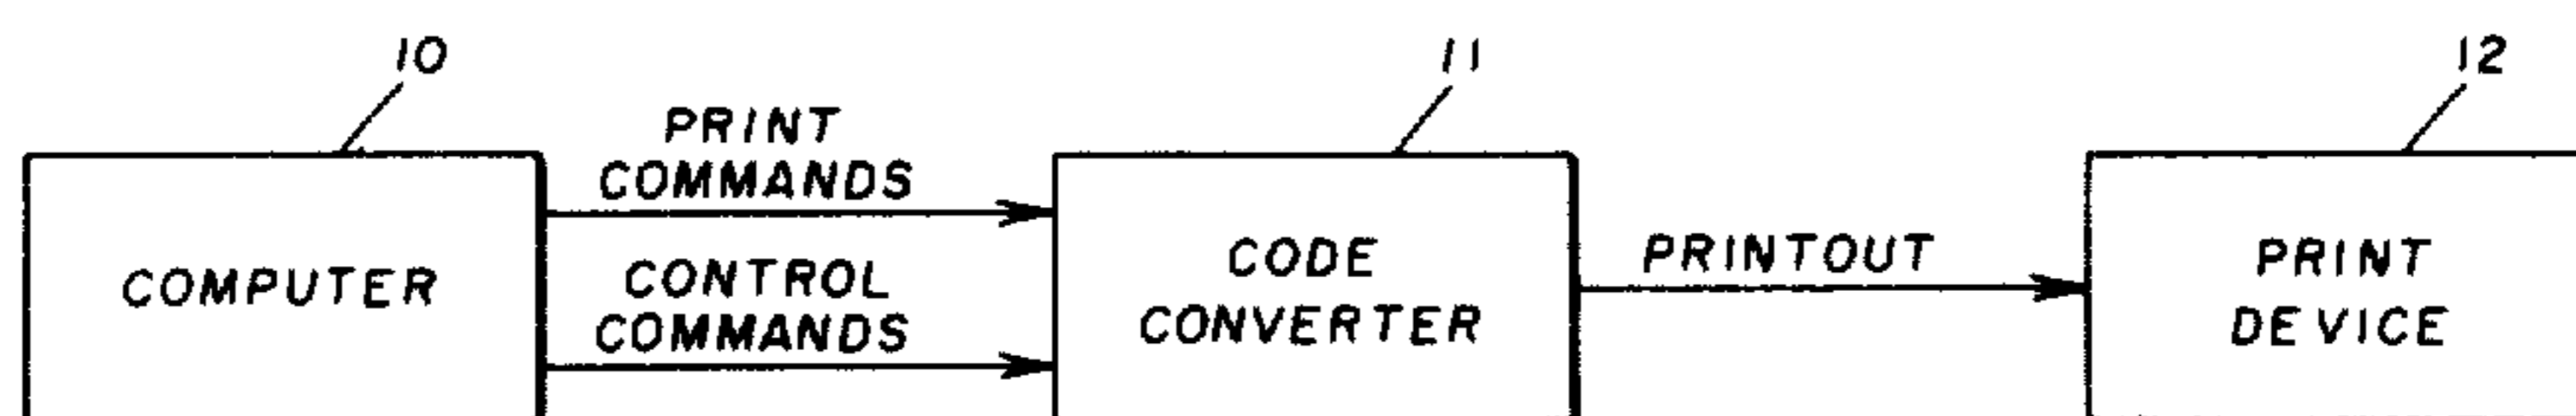 10
11
12
PRINT
COMMANDS
COMPUTER
CONTROL
COMMANDS
CODE
CONVERTER
PRINTOUT
PRINT
DEVICE